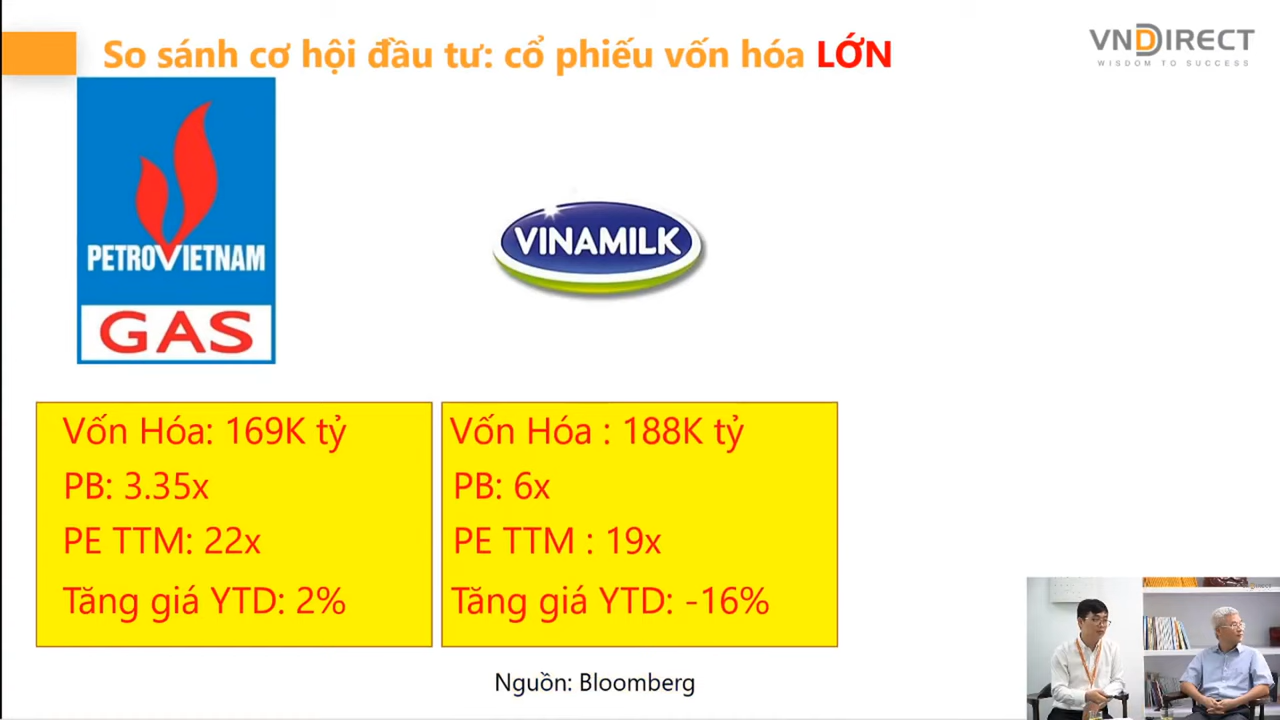 So sánh cơ hội đầu tư: cổ phiếu vốn hóa LỚN
VNDIRECT
WISDOM TO SUCCESS
PETROVIETNAM
GAS
VINAMILK
Vốn Hóa: 169K tỷ
PB: 3.35x
PE TTM: 22x
Tăng giá YTD: 2%
Vốn Hóa : 188K tỷ
PB: 6x
PE TTM : 19x
Tăng giá YTD: -16%
Nguồn: Bloomberg